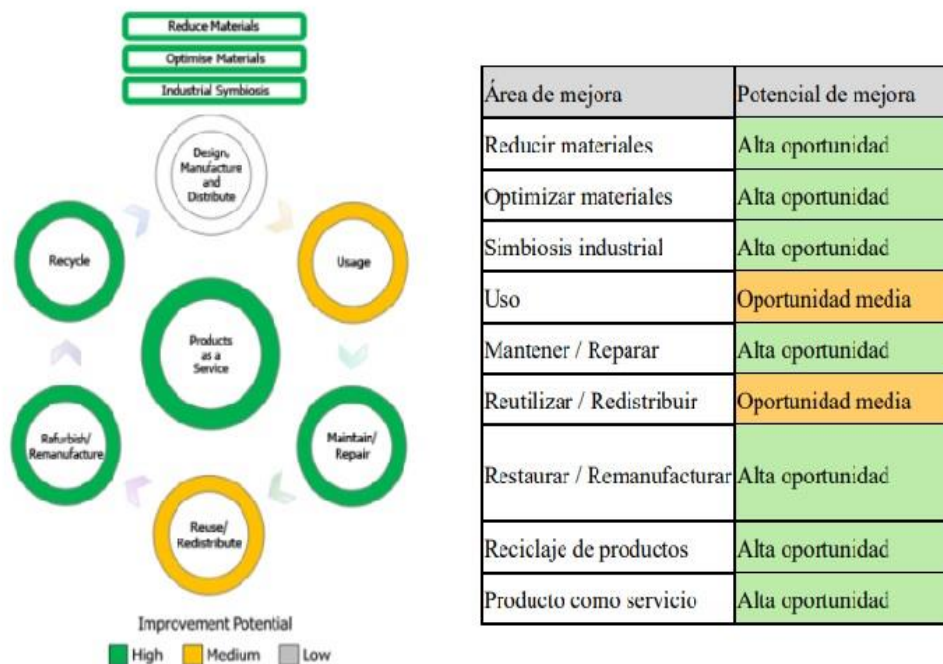 Reduce Materials
Optimise Materials
Industrial Symbiosis
Design,
Manufacture
and
Distribute
Recycle
Usage
Products
as a
Service
Refurbish/
Remanufacture
Maintain/
Repair
Reuse/
Redistribute
Improvement Potential
High Medium Low
Área de mejora Potencial de mejora
Reducir materiales Alta oportunidad
Optimizar materiales Alta oportunidad
Simbiosis industrial Alta oportunidad
Uso Oportunidad media
Mantener / Reparar Alta oportunidad
Reutilizar / Redistribuir Oportunidad media
Restaurar / Remanufacturar Alta oportunidad
Reciclaje de productos Alta oportunidad
Producto como servicio Alta oportunidad